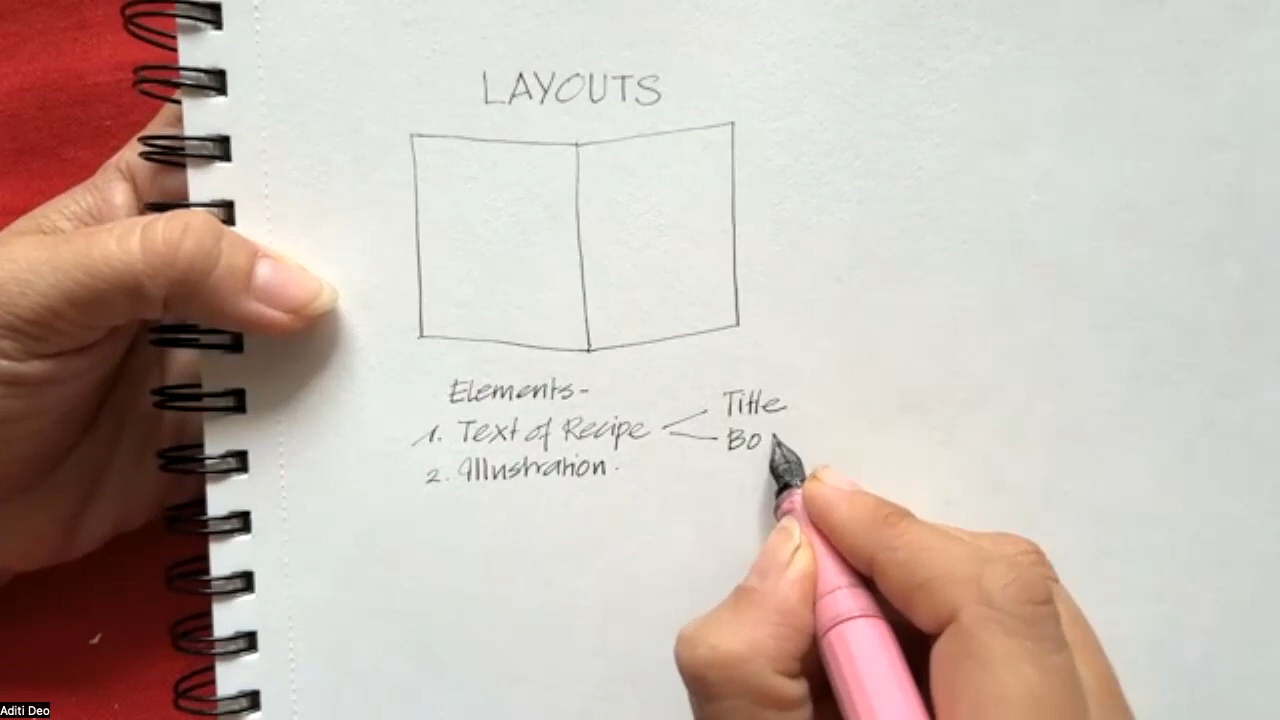 LAYOUTS
Elements-
1. Text of Recipe
Title
Bo
2. Illustration.
Aditi Deo